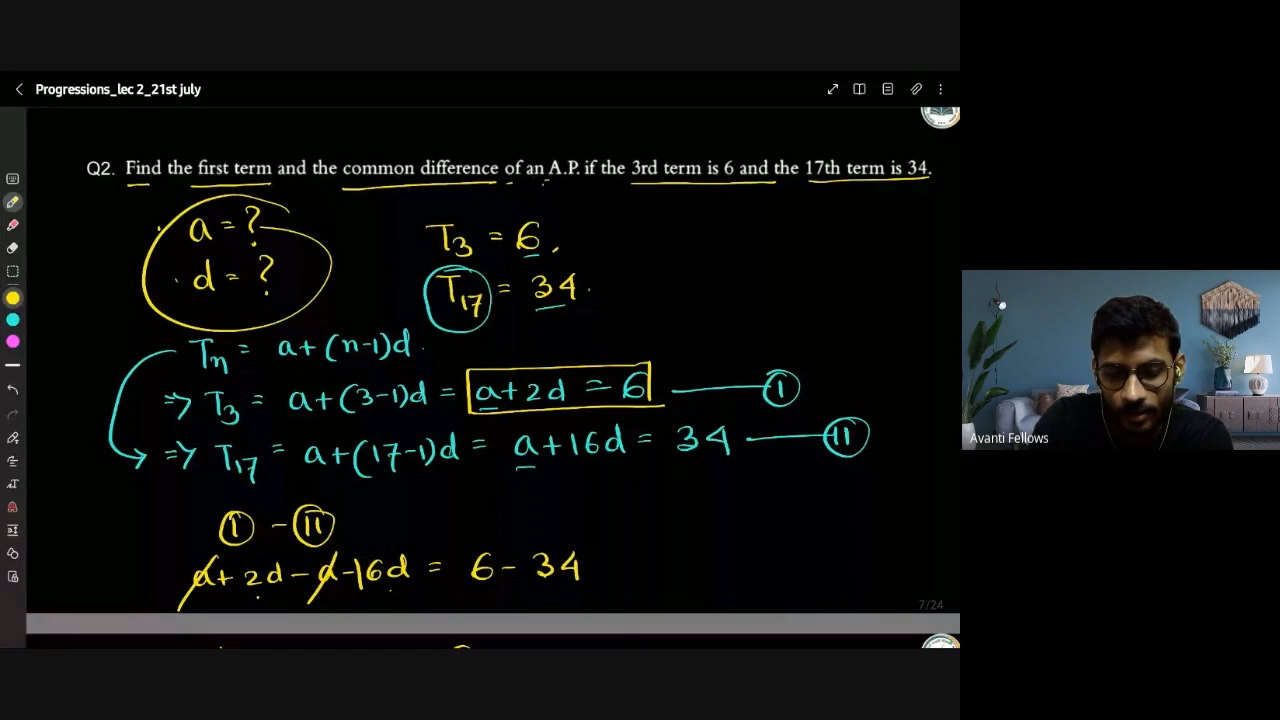 Progressions_lec 2_21st july
Q2. Find the first term and the common difference of an A.P. if the 3rd term is 6 and the 17th term is 34.
a = ?
d = ?
T3 = 6.
T17 = 34.
Tn = a+(n-1)d.
=> T3 = a+(3-1)d = a+2d = 6 —— I
=> T17 = a+(17-1)d = a+16d = 34 —— II
I - II
a+2d-a-16d = 6-34
7/24
Avanti Fellows